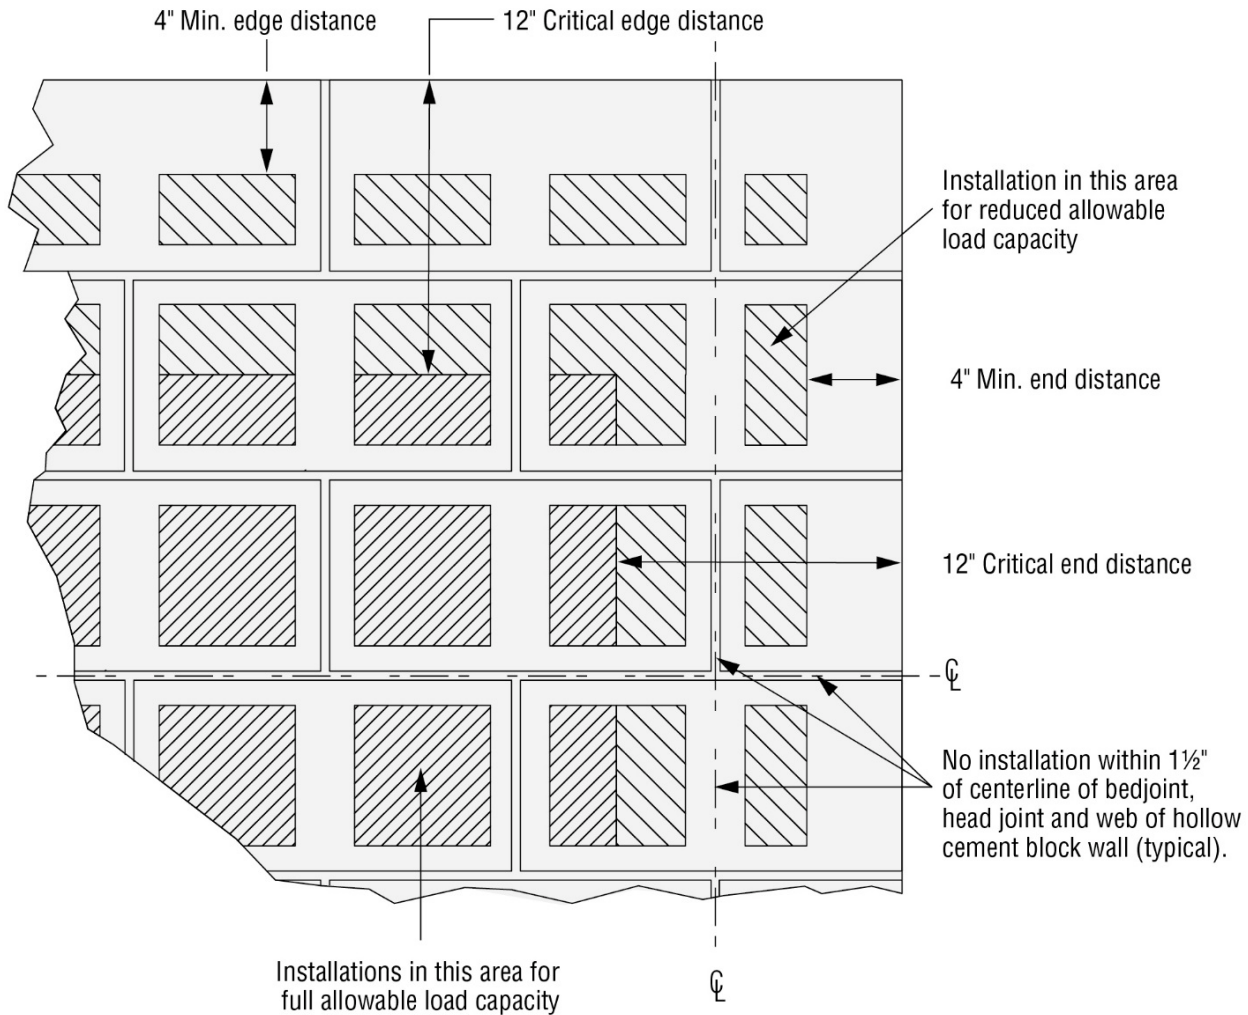 4" Min. edge distance
12" Critical edge distance
Installation in this area
for reduced allowable
load capacity
4" Min. end distance
12" Critical end distance
℄
No installation within 1½"
of centerline of bedjoint,
head joint and web of hollow
cement block wall (typical).
Installations in this area for
full allowable load capacity
℄